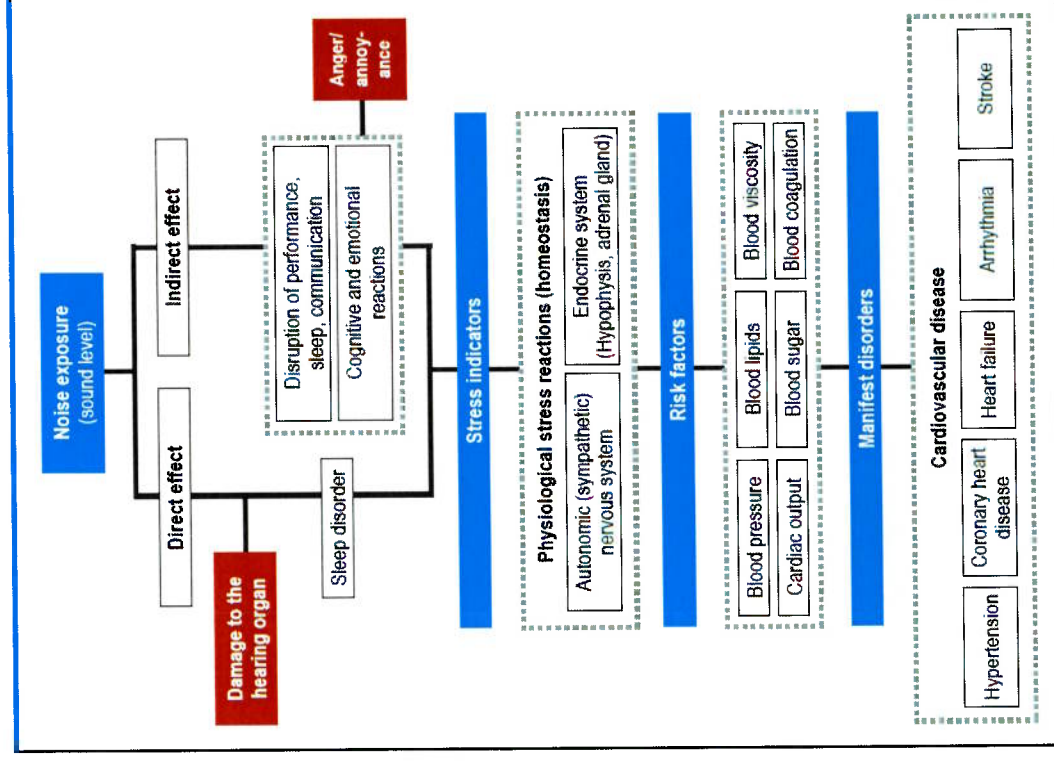 Noise exposure
(sound level)
Direct effect
Indirect effect
Damage to the
hearing organ
Sleep disorder
Disruption of performance,
sleep, communication
Cognitive and emotional
reactions
Anger/
annoy-
ance
Stress indicators
Physiological stress reactions (homeostasis)
Autonomic (sympathetic)
nervous system
Endocrine system
(Hypophysis, adrenal gland)
Risk factors
Blood pressure
Blood lipids
Blood viscosity
Cardiac output
Blood sugar
Blood coagulation
Manifest disorders
Cardiovascular disease
Hypertension
Coronary heart
disease
Heart failure
Arrhythmia
Stroke